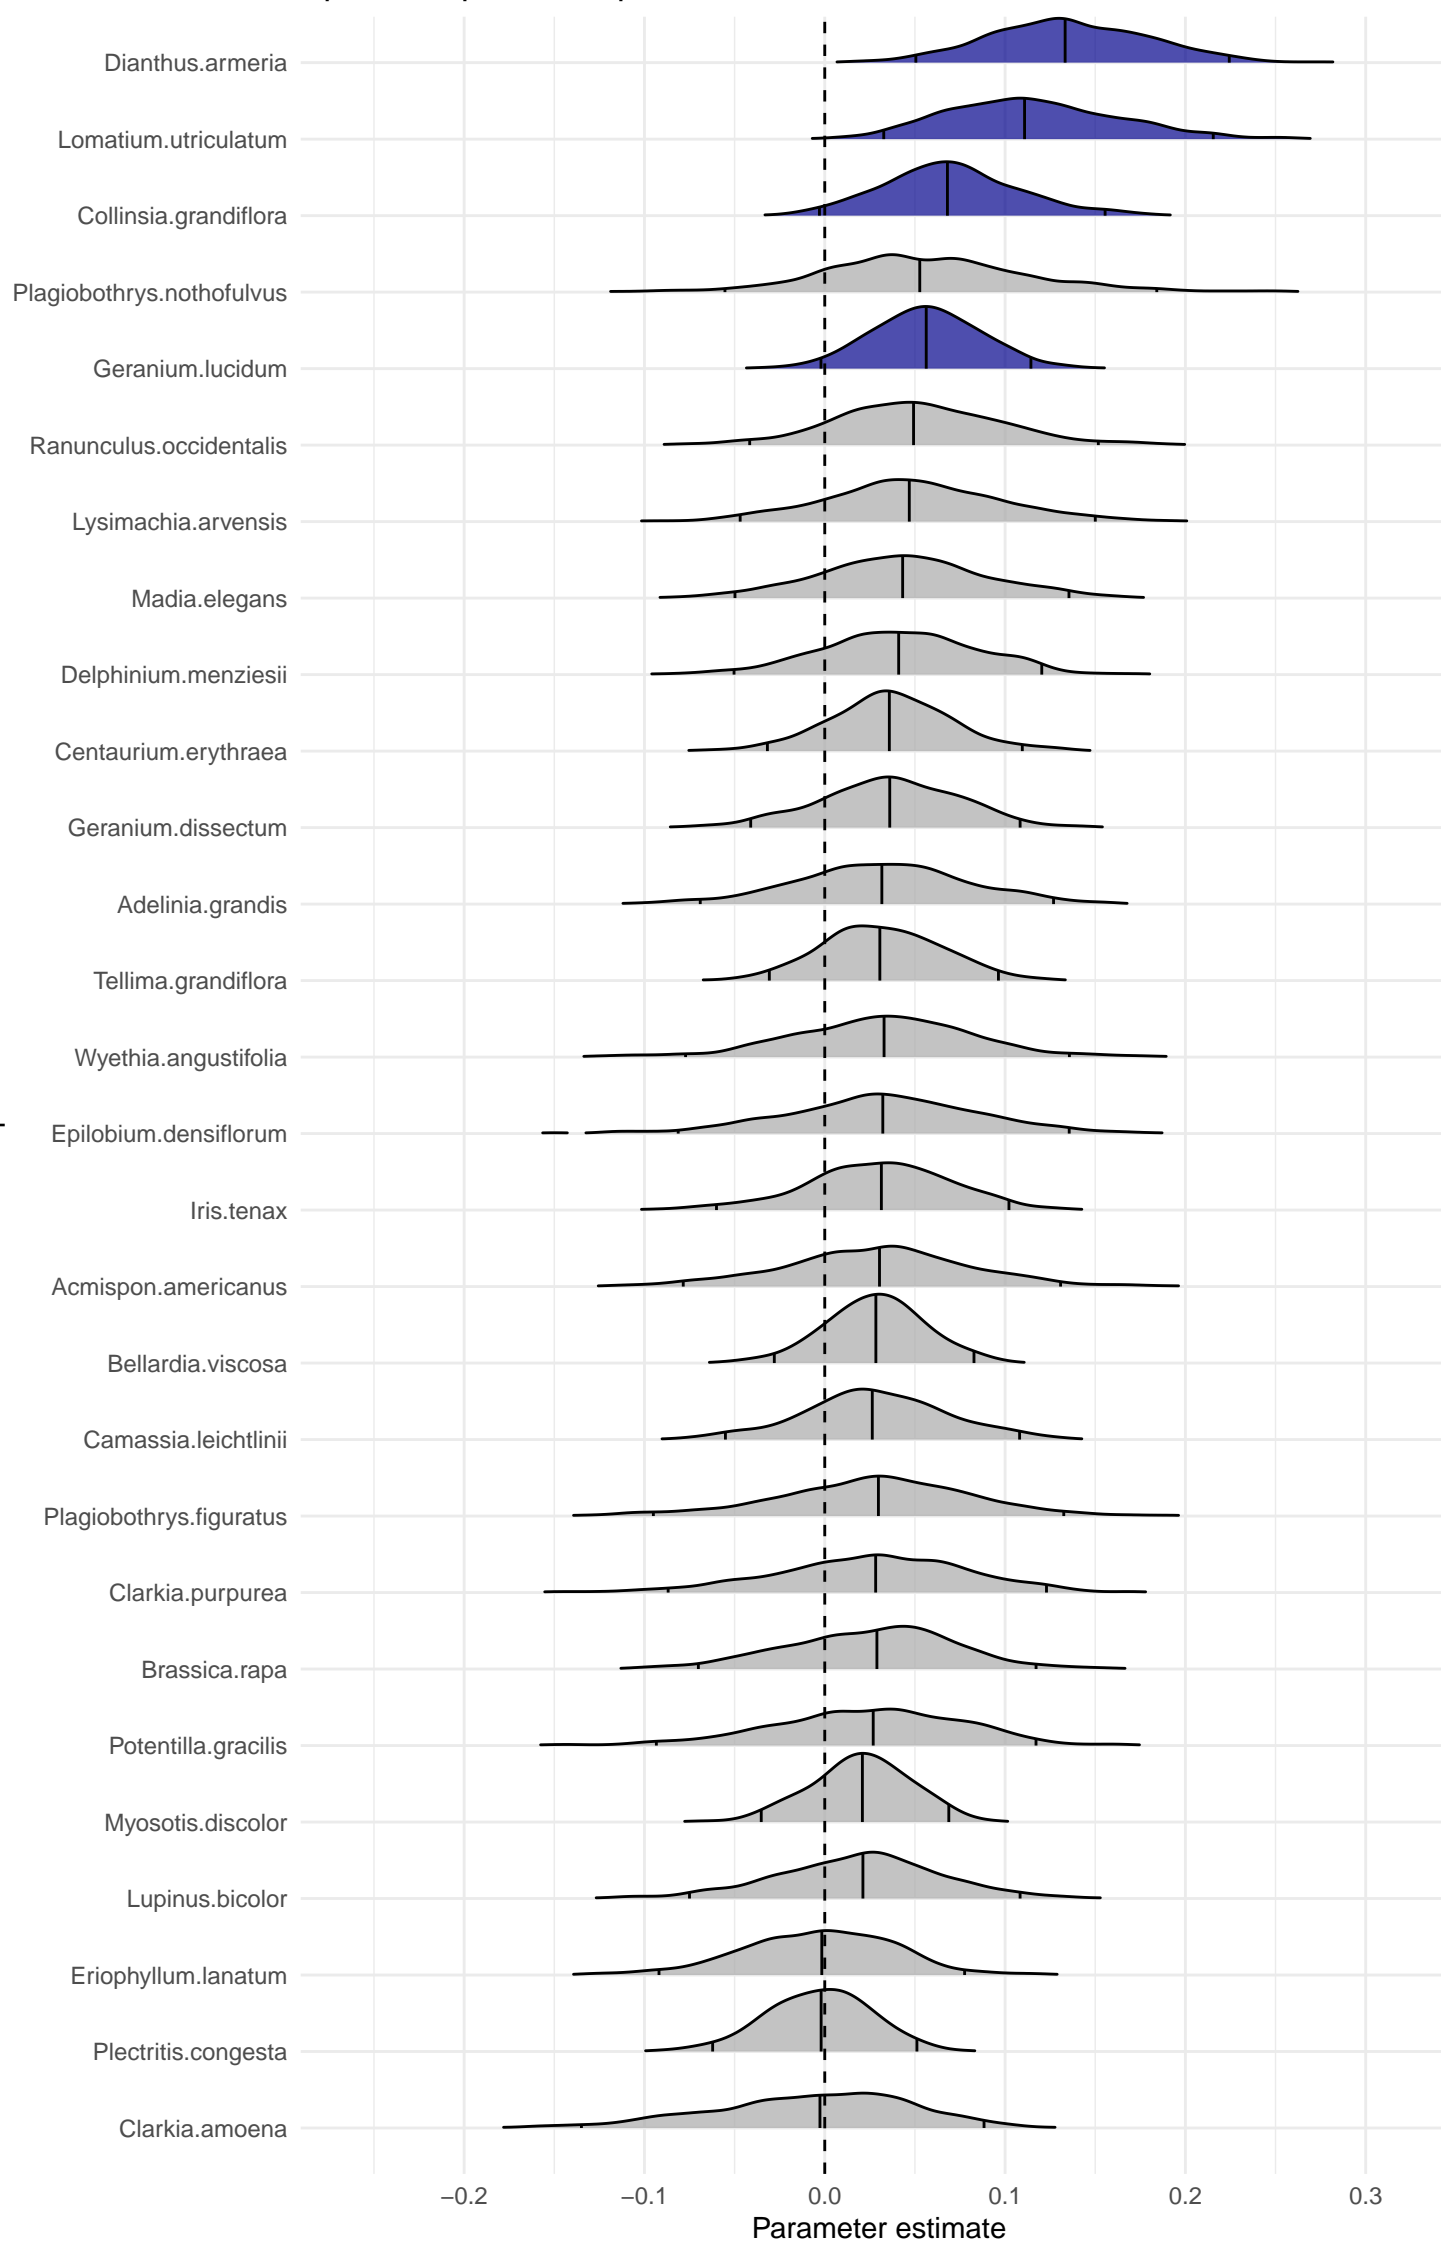 Dianthus.armeria
Lomatium.utriculatum
Collinsia.grandiflora
Plagiobothrys.nothofulvus
Geranium.lucidum
Ranunculus.occidentalis
Lysimachia.arvensis
Madia.elegans
Delphinium.menziesii
Centaurium.erythraea
Geranium.dissectum
Adelinia.grandis
Tellima.grandiflora
Wyethia.angustifolia
Epilobium.densiflorum
Iris.tenax
Acmispon.americanus
Bellardia.viscosa
Camassia.leichtlinii
Plagiobothrys.figuratus
Clarkia.purpurea
Brassica.rapa
Potentilla.gracilis
Myosotis.discolor
Lupinus.bicolor
Eriophyllum.lanatum
Plectritis.congesta
Clarkia.amoena
−0.2 −0.1 0.0 0.1 0.2 0.3
Parameter estimate